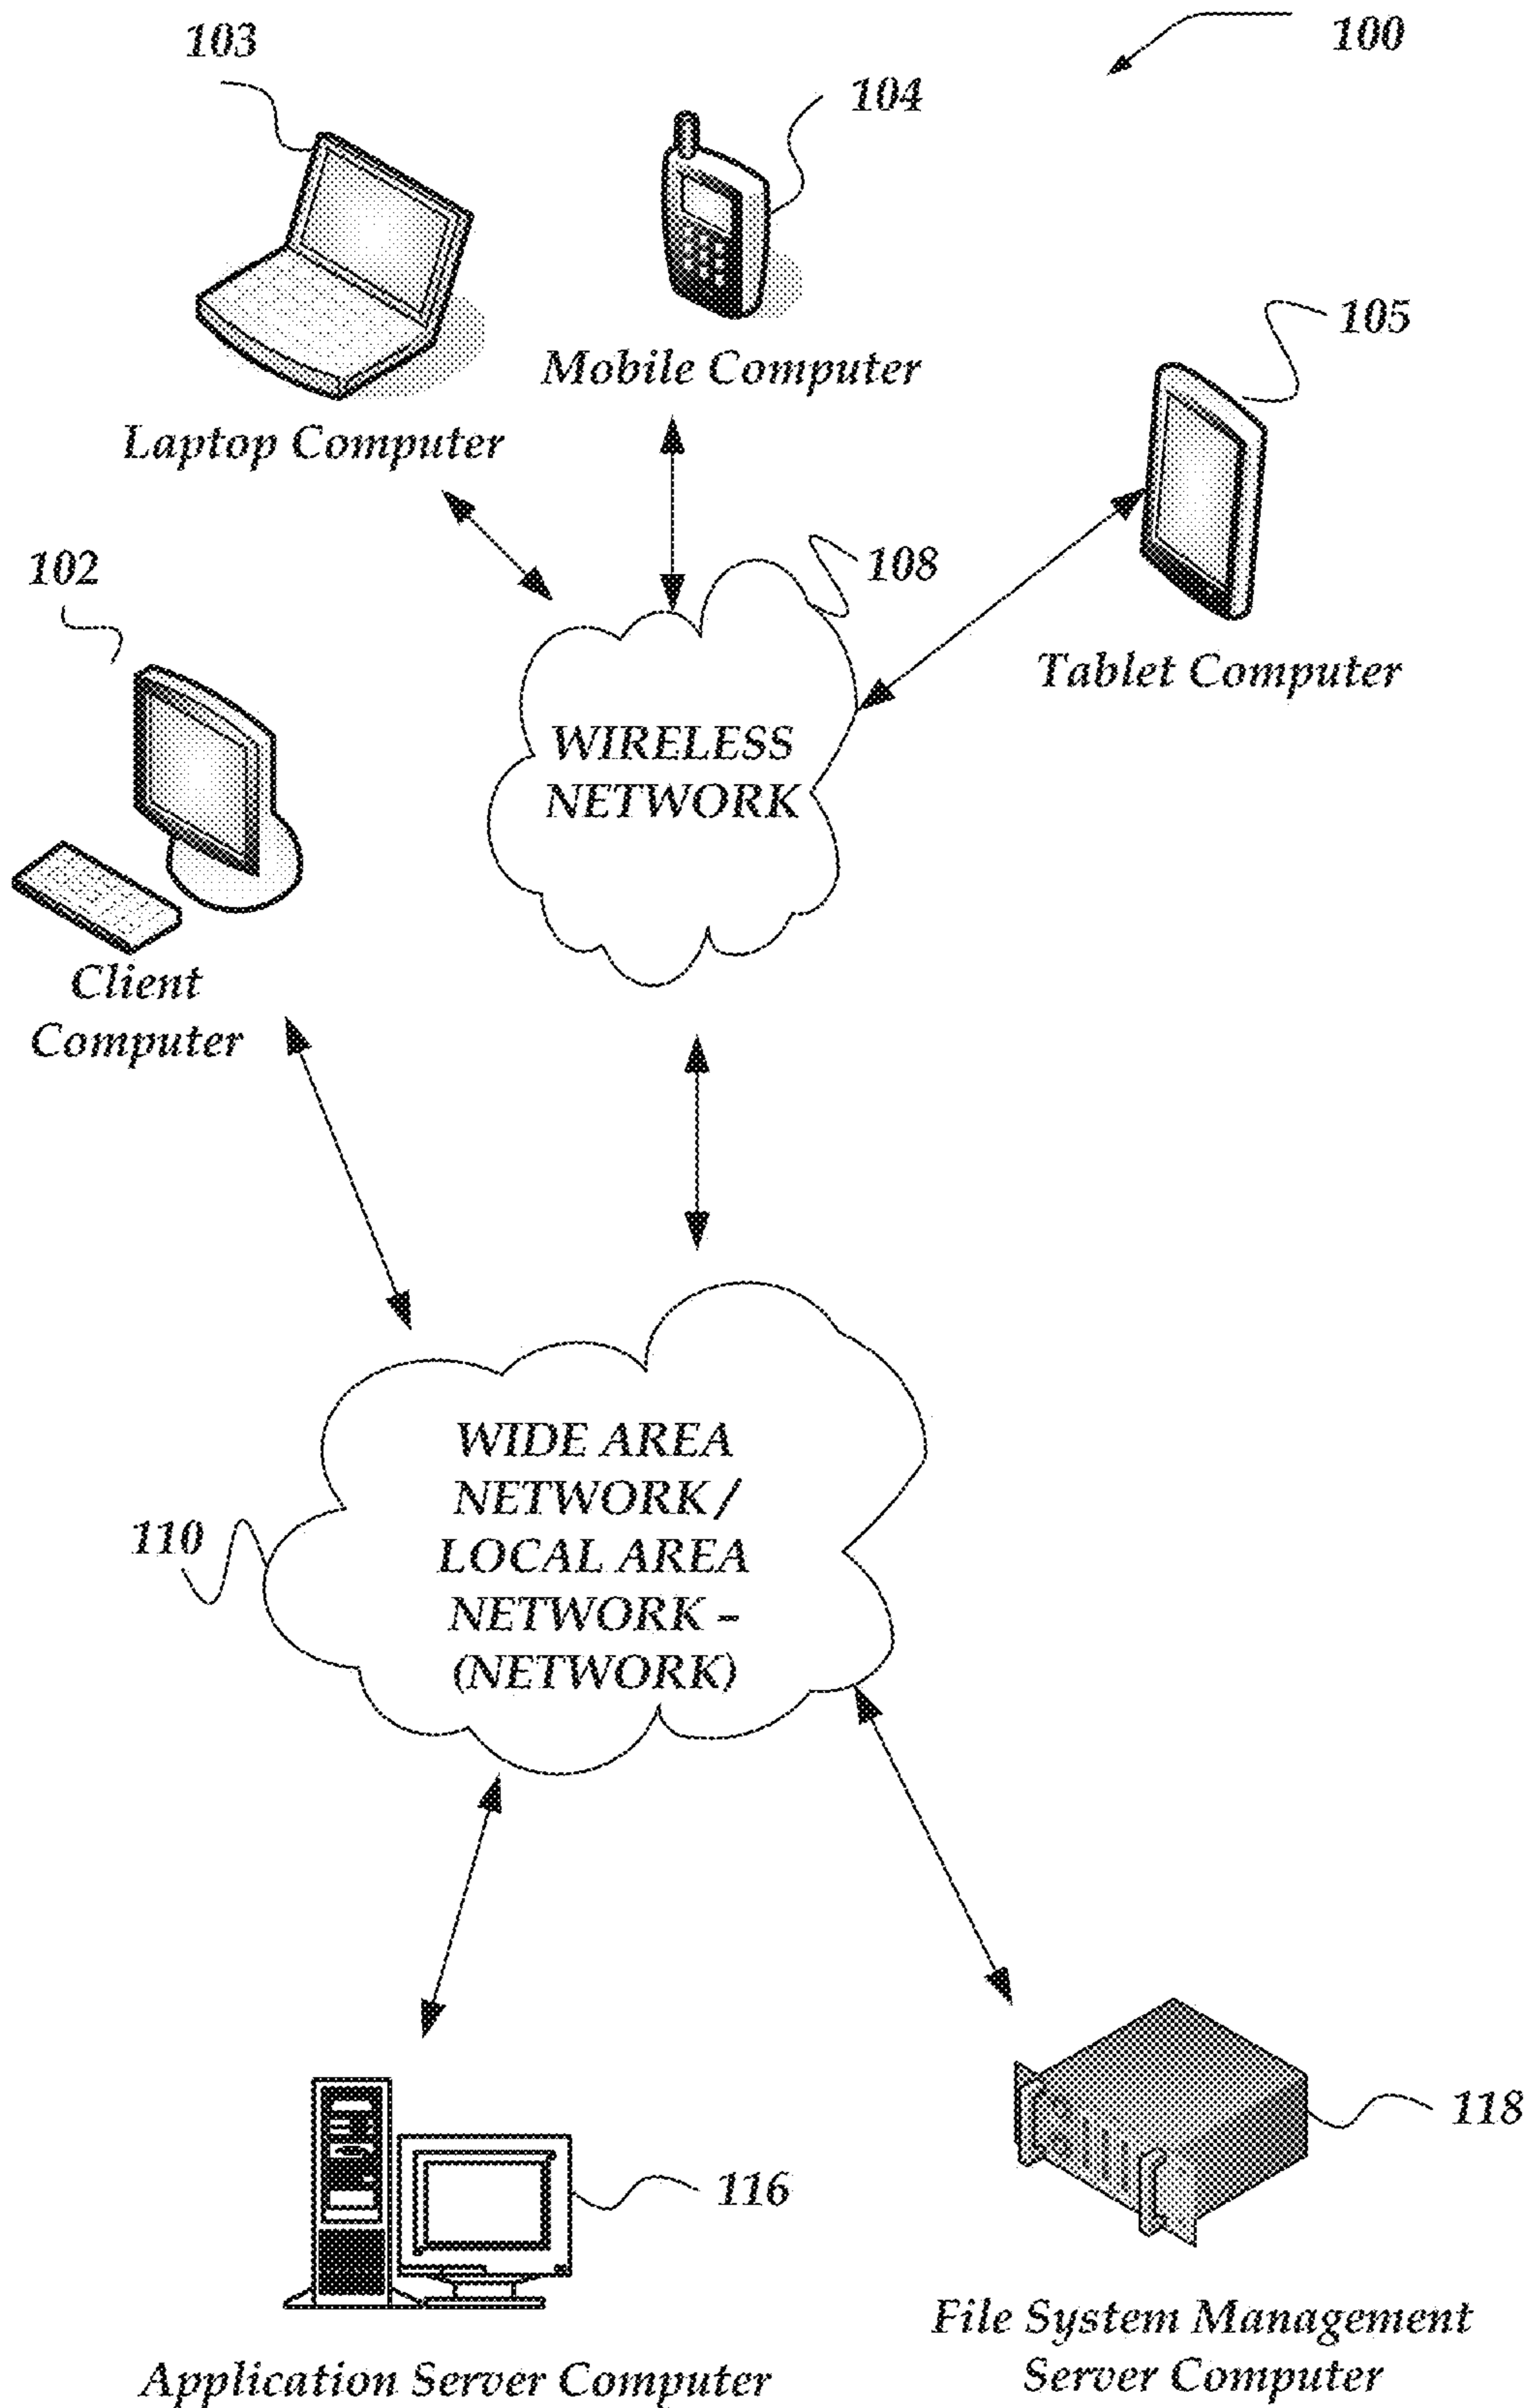 100
103
104
Mobile Computer
105
Laptop Computer
102
108
Tablet Computer
WIRELESS
NETWORK
Client
Computer
WIDE AREA
NETWORK /
LOCAL AREA
NETWORK –
(NETWORK)
110
118
116
File System Management
Server Computer
Application Server Computer